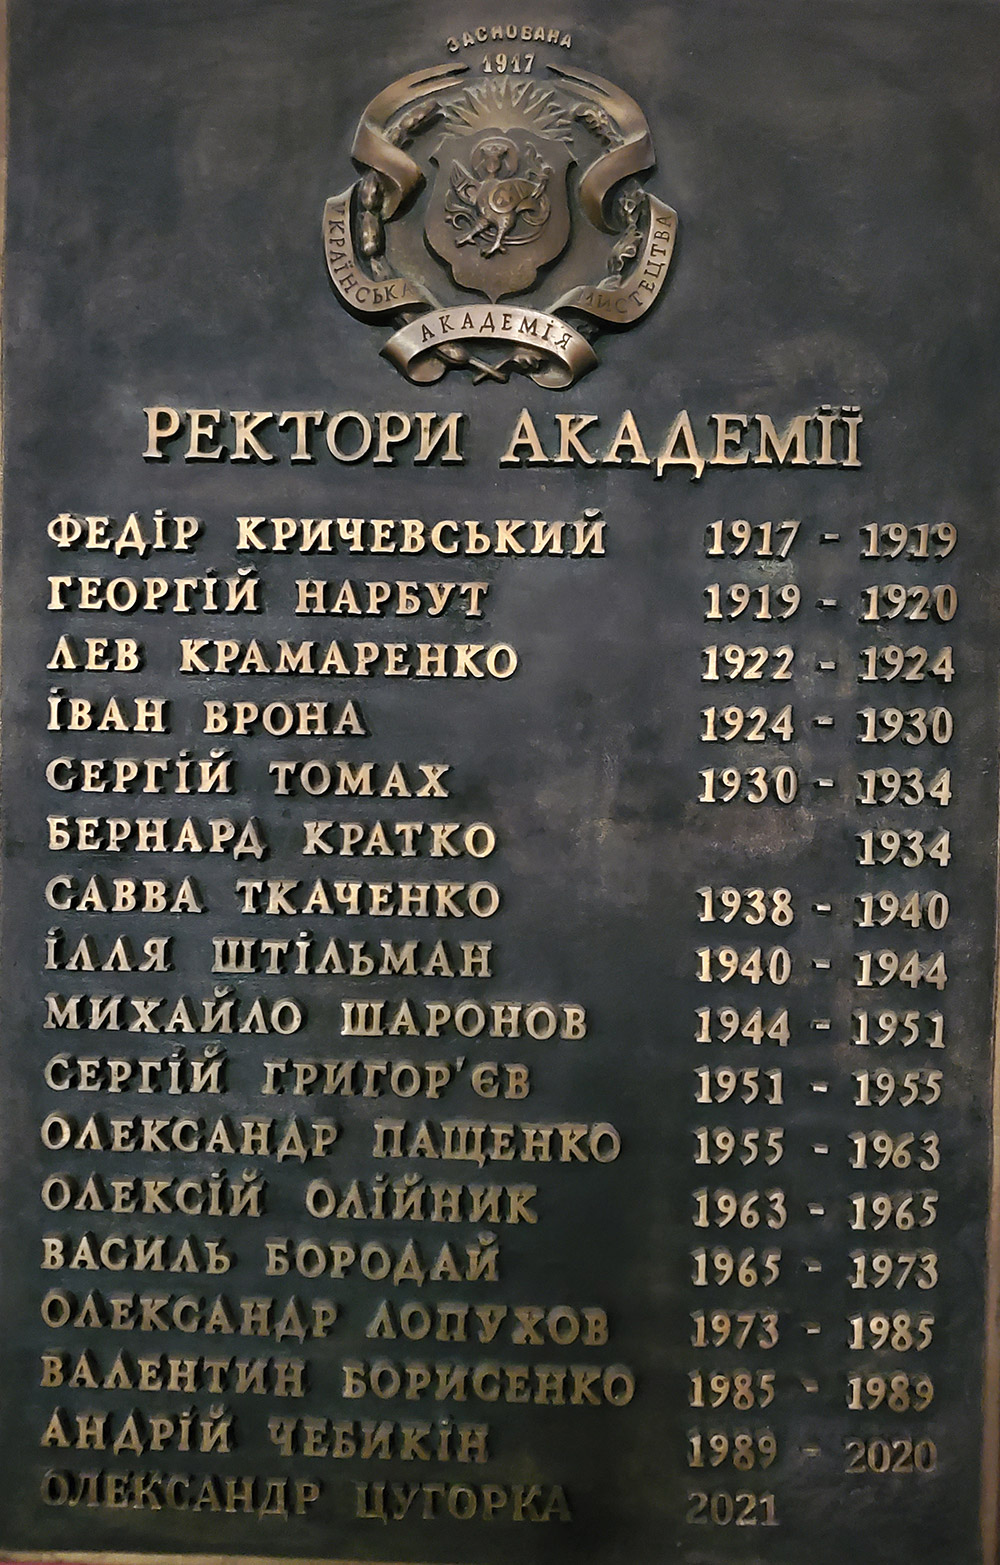 ЗАСНОВАНА
1917
УКРАЇНСЬКА
АКАДЕМІЯ
МИСТЕЦТВА
РЕКТОРИ АКАДЕМІЇ
ФЕДІР КРИЧЕВСЬКИЙ 1917 - 1919
ГЕОРГІЙ НАРБУТ 1919 - 1920
ЛЕВ КРАМАРЕНКО 1922 - 1924
ІВАН ВРОНА 1924 - 1930
СЕРГІЙ ТОМАХ 1930 - 1934
БЕРНАРД КРАТКО 1934
САВВА ТКАЧЕНКО 1938 - 1940
ІЛЛЯ ШТІЛЬМАН 1940 - 1944
МИХАЙЛО ШАРОНОВ 1944 - 1951
СЕРГІЙ ГРИГОР'ЄВ 1951 - 1955
ОЛЕКСАНДР ПАЩЕНКО 1955 - 1963
ОЛЕКСІЙ ОЛІЙНИК 1963 - 1965
ВАСИЛЬ БОРОДАЙ 1965 - 1973
ОЛЕКСАНДР ЛОПУХОВ 1973 - 1985
ВАЛЕНТИН БОРИСЕНКО 1985 - 1989
АНДРІЙ ЧЕБИКІН 1989 - 2020
ОЛЕКСАНДР ЦУГОРКА 2021